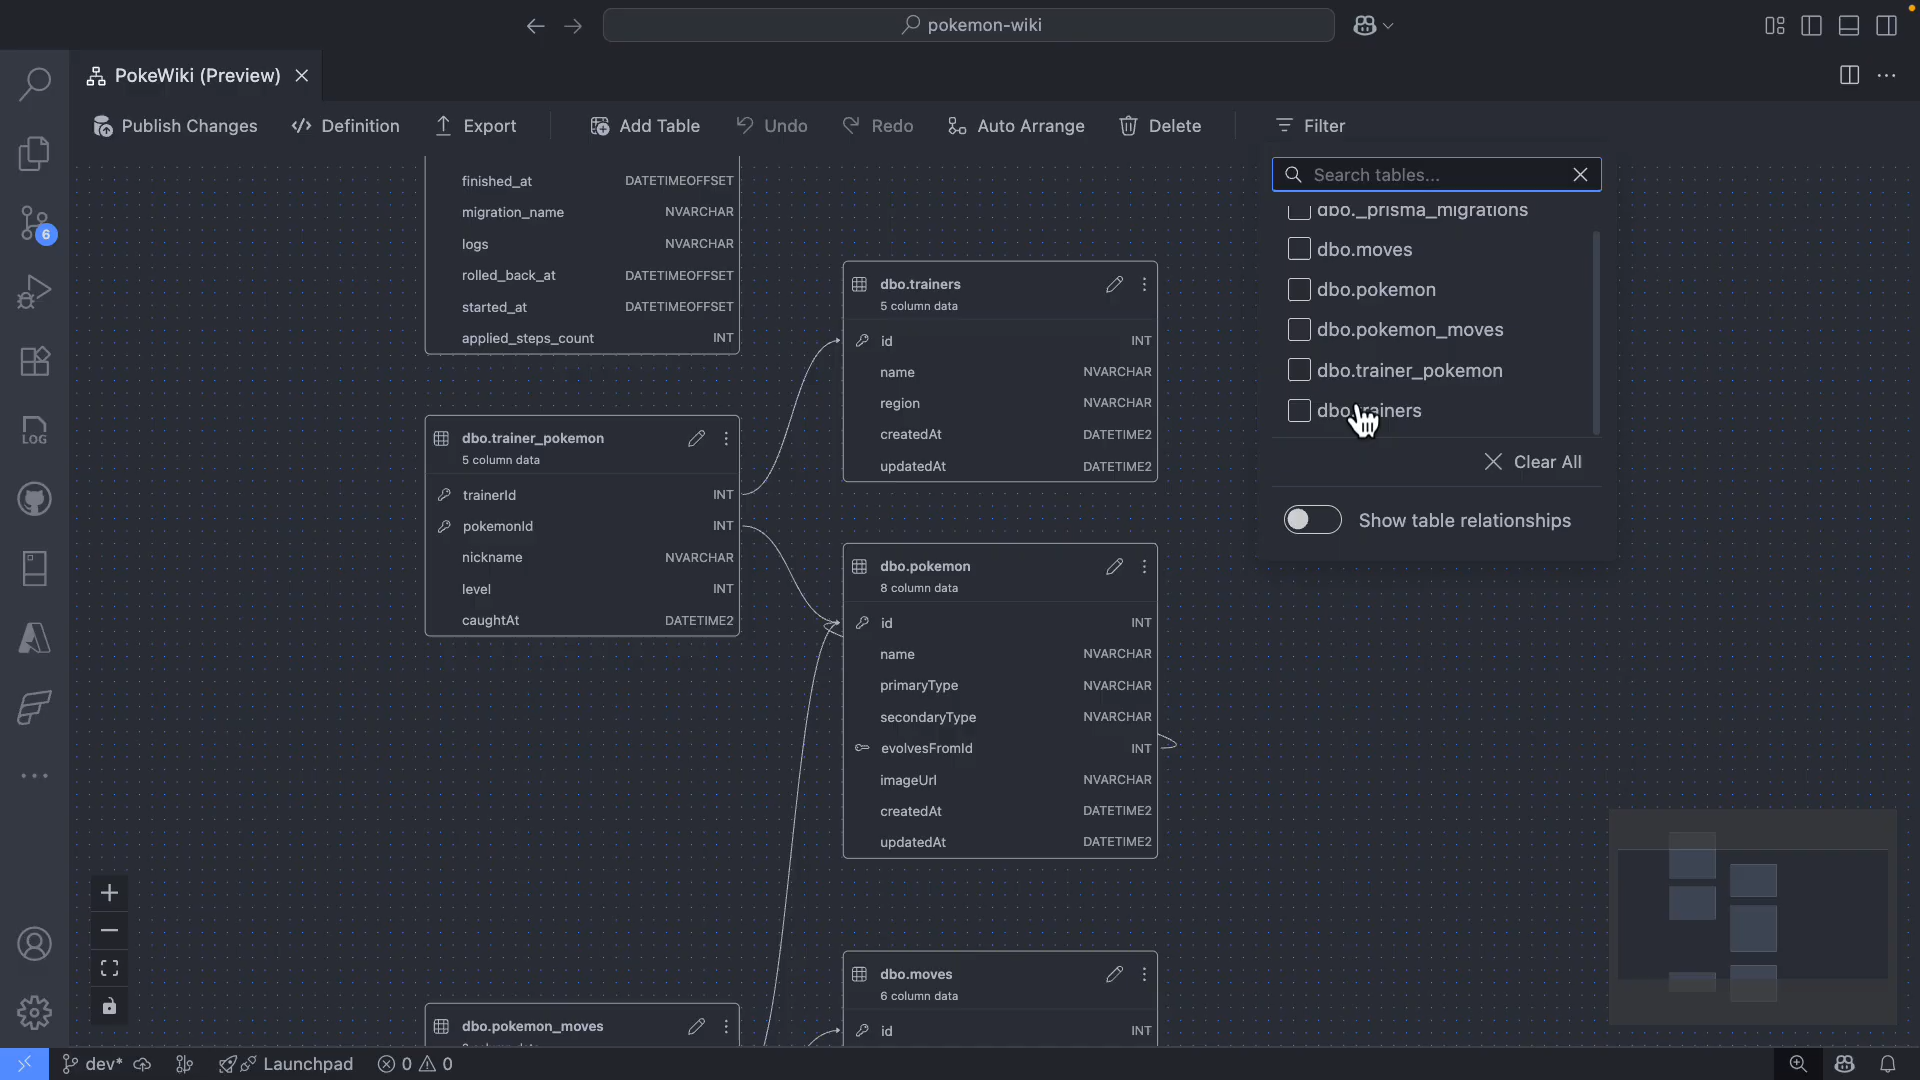 pokemon-wiki
PokeWiki (Preview)
Publish Changes
Definition
Export
Add Table
Undo
Redo
Auto Arrange
Delete
Filter
Search tables...
dbo._prisma_migrations
dbo.moves
dbo.pokemon
dbo.pokemon_moves
dbo.trainer_pokemon
dbo.trainers
Clear All
Show table relationships
finished_at DATETIMEOFFSET
migration_name NVARCHAR
logs NVARCHAR
rolled_back_at DATETIMEOFFSET
started_at DATETIMEOFFSET
applied_steps_count INT
dbo.trainers
5 column data
id INT
name NVARCHAR
region NVARCHAR
createdAt DATETIME2
updatedAt DATETIME2
dbo.trainer_pokemon
5 column data
trainerId INT
pokemonId INT
nickname NVARCHAR
level INT
caughtAt DATETIME2
dbo.pokemon
8 column data
id INT
name NVARCHAR
primaryType NVARCHAR
secondaryType NVARCHAR
evolvesFromId INT
imageUrl NVARCHAR
createdAt DATETIME2
updatedAt DATETIME2
dbo.moves
6 column data
id INT
dbo.pokemon_moves
6
LOG
dev*
Launchpad
0
0